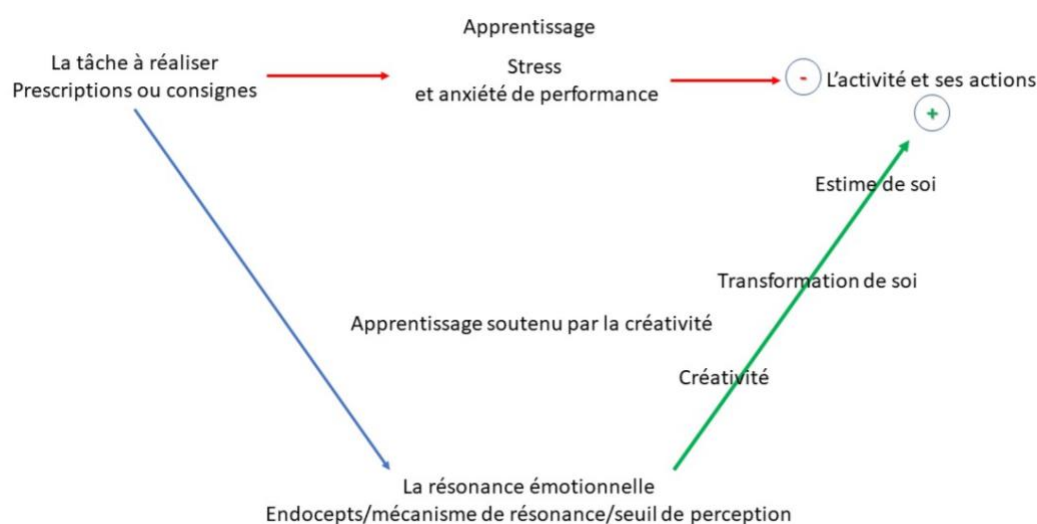 Apprentissage
La tâche à réaliser
Prescriptions ou consignes
Stress
et anxiété de performance
- L’activité et ses actions
+
Estime de soi
Transformation de soi
Apprentissage soutenu par la créativité
Créativité
La résonance émotionnelle
Endocepts/mécanisme de résonance/seuil de perception